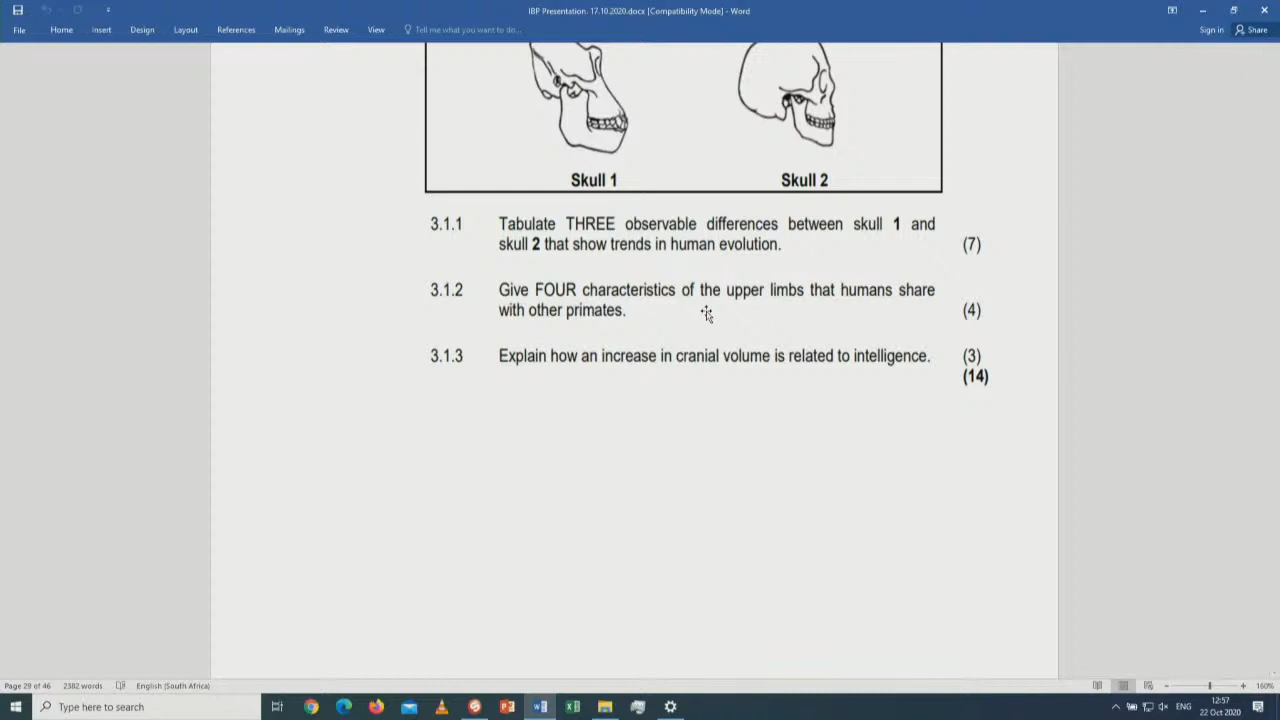 IBP Presentation. 17.10.2020.docx [Compatibility Mode] - Word
File Home Insert Design Layout References Mailings Review View Tell me what you want to do... Sign in Share
Skull 1 Skull 2
3.1.1 Tabulate THREE observable differences between skull 1 and
skull 2 that show trends in human evolution. (7)
3.1.2 Give FOUR characteristics of the upper limbs that humans share
with other primates. (4)
3.1.3 Explain how an increase in cranial volume is related to intelligence. (3)
(14)
Page 29 of 46 2382 words English (South Africa) 160%
Type here to search ENG 12:57
22 Oct 2020